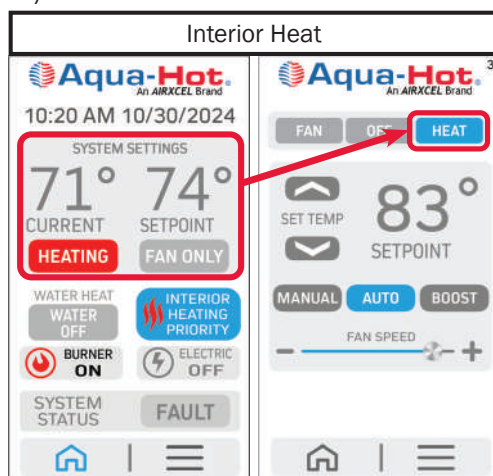 Interior Heat
Aqua-Hot.
An AIRXCEL Brand
10:20 AM 10/30/2024
SYSTEM SETTINGS
71° 74°
CURRENT SETPOINT
HEATING FAN ONLY
WATER HEAT
WATER
OFF
INTERIOR
HEATING
PRIORITY
BURNER
ON
ELECTRIC
OFF
SYSTEM
STATUS
FAULT
Aqua-Hot.
An AIRXCEL Brand
3
FAN OFF HEAT
SET TEMP
83°
SETPOINT
MANUAL AUTO BOOST
FAN SPEED